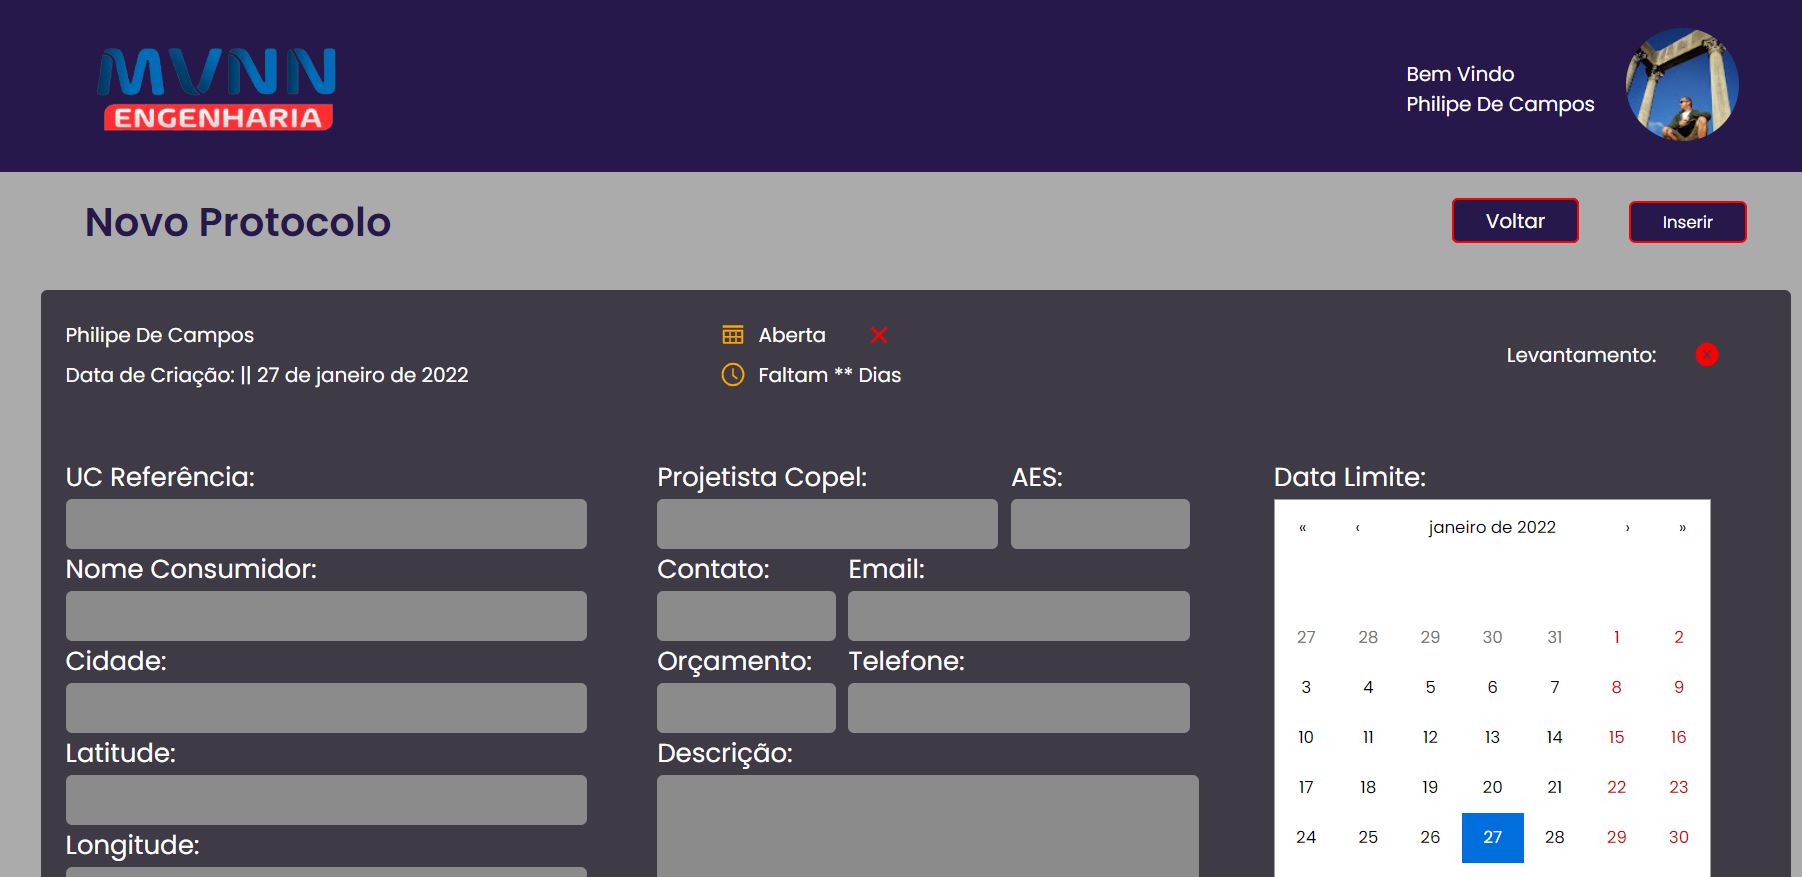 MVNN
ENGENHARIA
Bem Vindo
Philipe De Campos
Novo Protocolo
Voltar
Inserir
Philipe De Campos
Data de Criação: || 27 de janeiro de 2022
Aberta
Faltam ** Dias
Levantamento:
UC Referência:
Nome Consumidor:
Cidade:
Latitude:
Longitude:
Projetista Copel: AES:
Contato: Email:
Orçamento: Telefone:
Descrição:
Data Limite:
« ‹ janeiro de 2022 › »
27 28 29 30 31 1 2
3 4 5 6 7 8 9
10 11 12 13 14 15 16
17 18 19 20 21 22 23
24 25 26 27 28 29 30